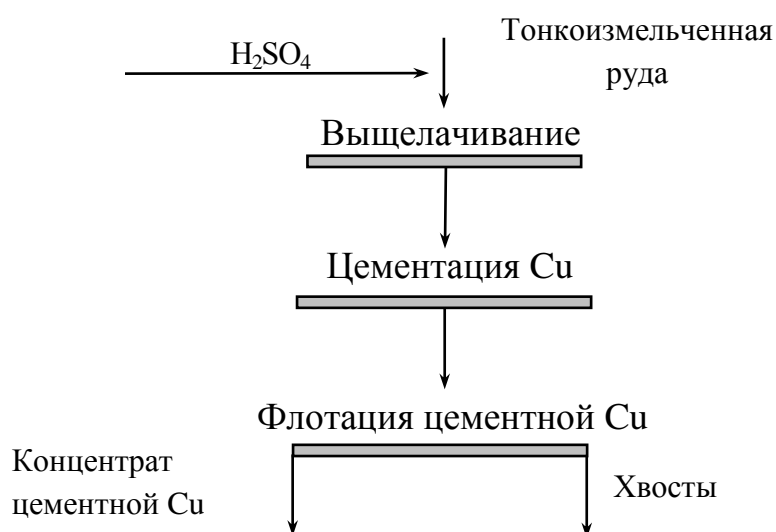 Тонкоизмельченная
руда
H₂SO₄
Выщелачивание
Цементация Cu
Флотация цементной Cu
Концентрат
цементной Cu
Хвосты